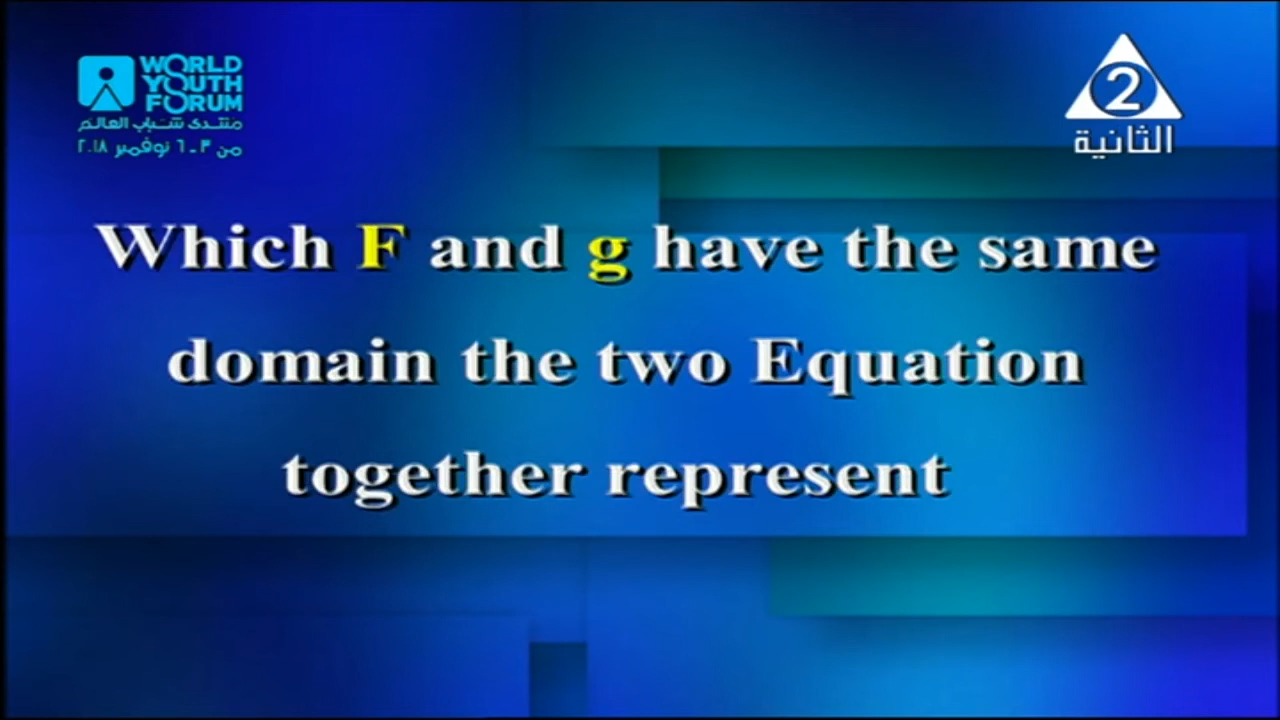 WORLD
YOUTH
FORUM
منتدى شباب العالم
من ٣ - ٦ نوفمبر ٢٠١٨
2
الثانية
Which F and g have the same
domain the two Equation
together represent